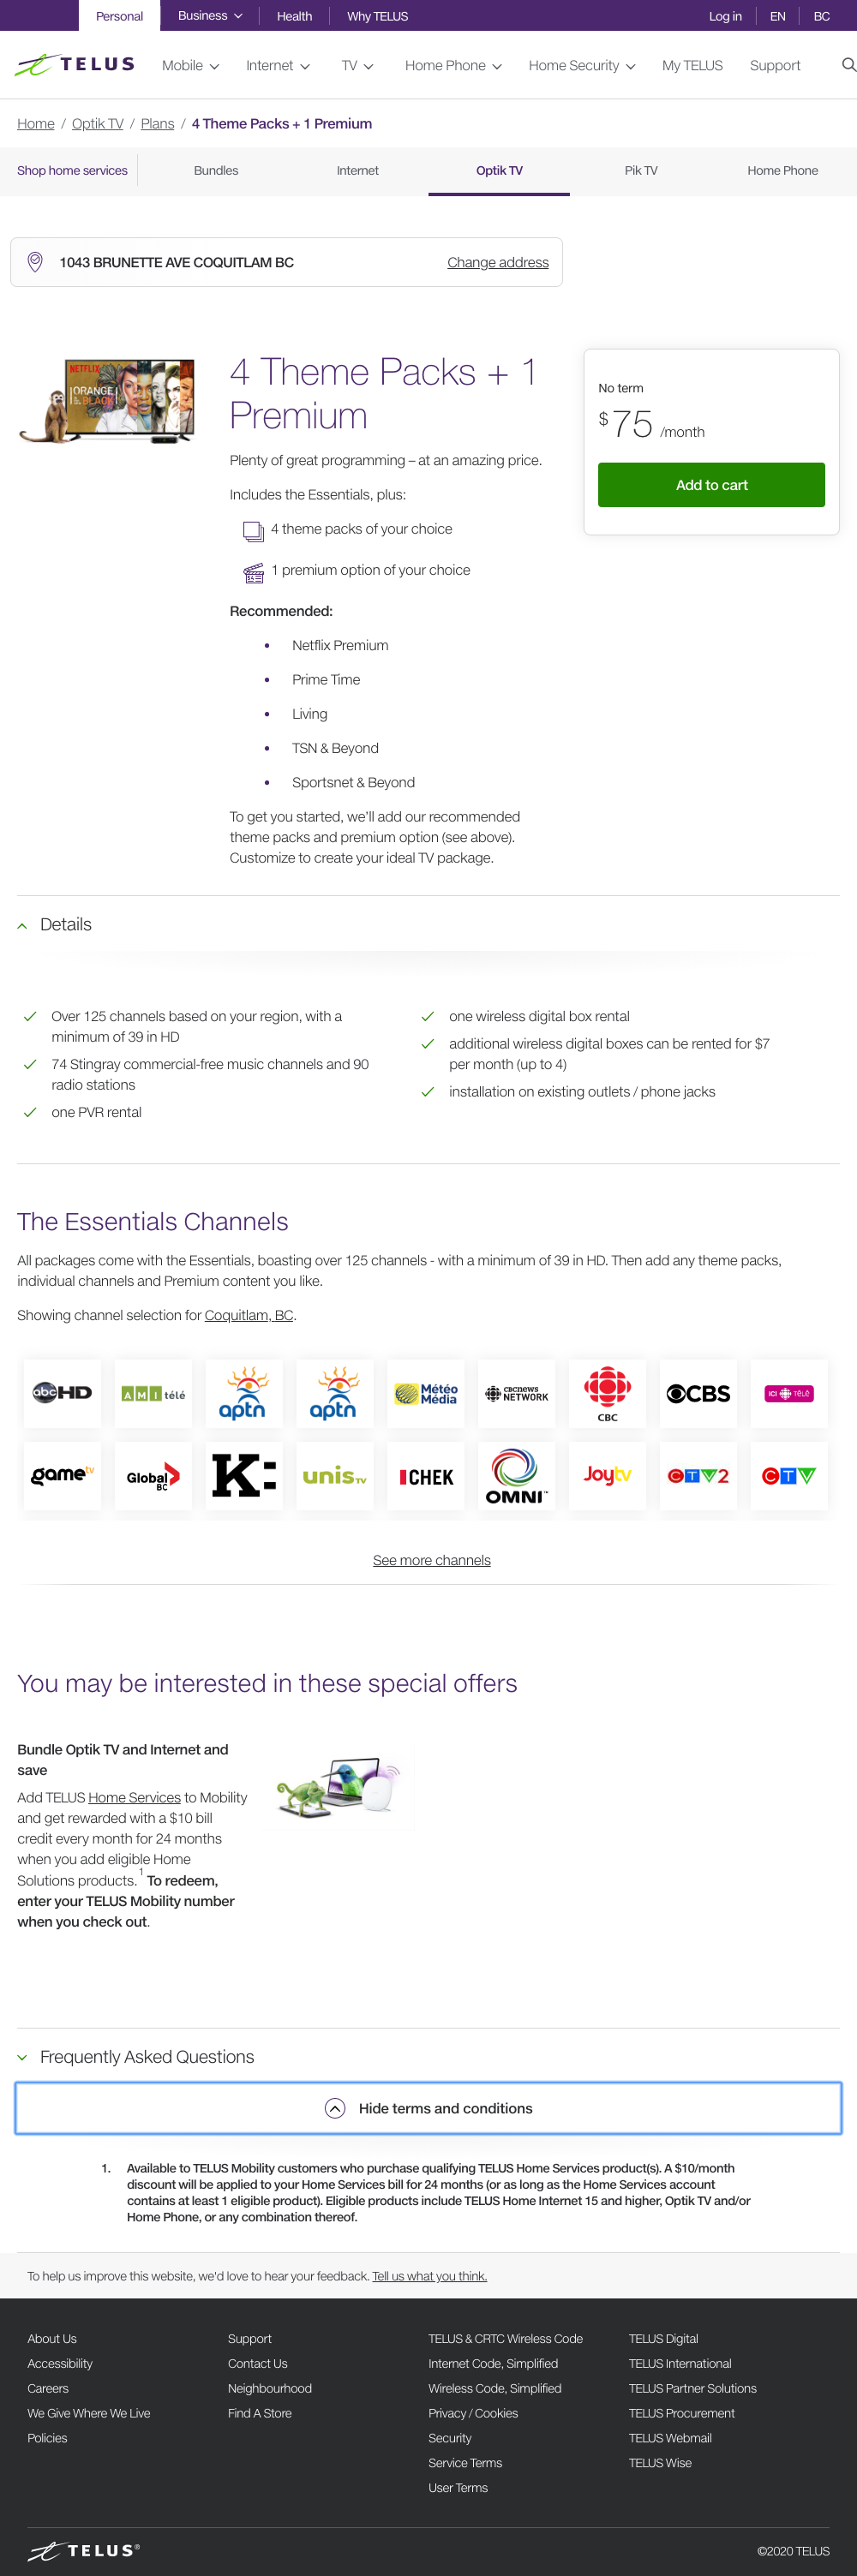 Personal Business Health Why TELUS Log in EN BC
TELUS Mobile Internet TV Home Phone Home Security My TELUS Support
Home / Optik TV / Plans / 4 Theme Packs + 1 Premium
Shop home services Bundles Internet Optik TV Pik TV Home Phone
1043 BRUNETTE AVE COQUITLAM BC Change address
NETFLIX
ORANGE
BLACK
4 Theme Packs + 1
Premium
Plenty of great programming – at an amazing price.
Includes the Essentials, plus:
4 theme packs of your choice
1 premium option of your choice
Recommended:
• Netflix Premium
• Prime Time
• Living
• TSN & Beyond
• Sportsnet & Beyond
To get you started, we'll add our recommended
theme packs and premium option (see above).
Customize to create your ideal TV package.
No term
$75 /month
Add to cart
Details
Over 125 channels based on your region, with a
minimum of 39 in HD
74 Stingray commercial-free music channels and 90
radio stations
one PVR rental
one wireless digital box rental
additional wireless digital boxes can be rented for $7
per month (up to 4)
installation on existing outlets / phone jacks
The Essentials Channels
All packages come with the Essentials, boasting over 125 channels - with a minimum of 39 in HD. Then add any theme packs,
individual channels and Premium content you like.
Showing channel selection for Coquitlam, BC.
abc HD AMI télé aptn aptn Météo Média cbc news NETWORK CBC CBS ICI TÉLÉ
game tv Global BC K: unis TV CHEK OMNI Joytv CTV2 CTV
See more channels
You may be interested in these special offers
Bundle Optik TV and Internet and
save
Add TELUS Home Services to Mobility
and get rewarded with a $10 bill
credit every month for 24 months
when you add eligible Home
Solutions products.1 To redeem,
enter your TELUS Mobility number
when you check out.
Frequently Asked Questions
Hide terms and conditions
1. Available to TELUS Mobility customers who purchase qualifying TELUS Home Services product(s). A $10/month
discount will be applied to your Home Services bill for 24 months (or as long as the Home Services account
contains at least 1 eligible product). Eligible products include TELUS Home Internet 15 and higher, Optik TV and/or
Home Phone, or any combination thereof.
To help us improve this website, we'd love to hear your feedback. Tell us what you think.
About Us
Accessibility
Careers
We Give Where We Live
Policies
Support
Contact Us
Neighbourhood
Find A Store
TELUS & CRTC Wireless Code
Internet Code, Simplified
Wireless Code, Simplified
Privacy / Cookies
Security
Service Terms
User Terms
TELUS Digital
TELUS International
TELUS Partner Solutions
TELUS Procurement
TELUS Webmail
TELUS Wise
TELUS® ©2020 TELUS